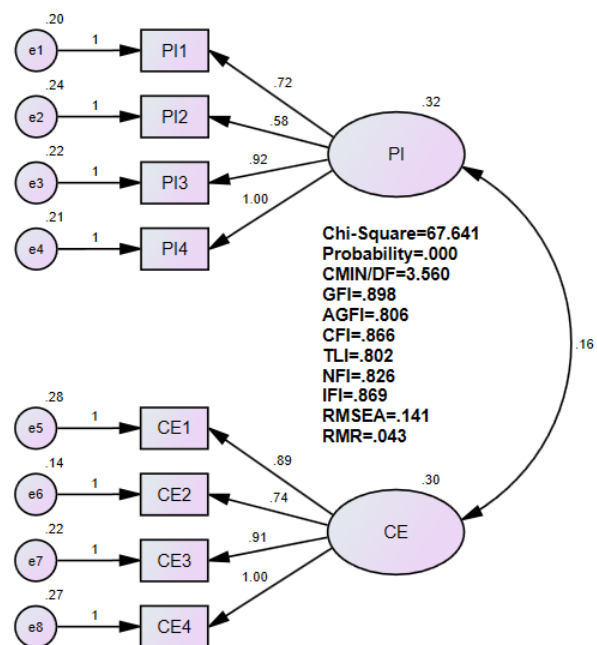 .20
e1
1
PI1
.24
e2
1
PI2
.22
e3
1
PI3
.21
e4
1
PI4
.72
.58
.92
1.00
.32
PI
Chi-Square=67.641
Probability=.000
CMIN/DF=3.560
GFI=.898
AGFI=.806
CFI=.866
TLI=.802
NFI=.826
IFI=.869
RMSEA=.141
RMR=.043
.16
.28
e5
1
CE1
.14
e6
1
CE2
.22
e7
1
CE3
.27
e8
1
CE4
.89
.74
.91
1.00
.30
CE